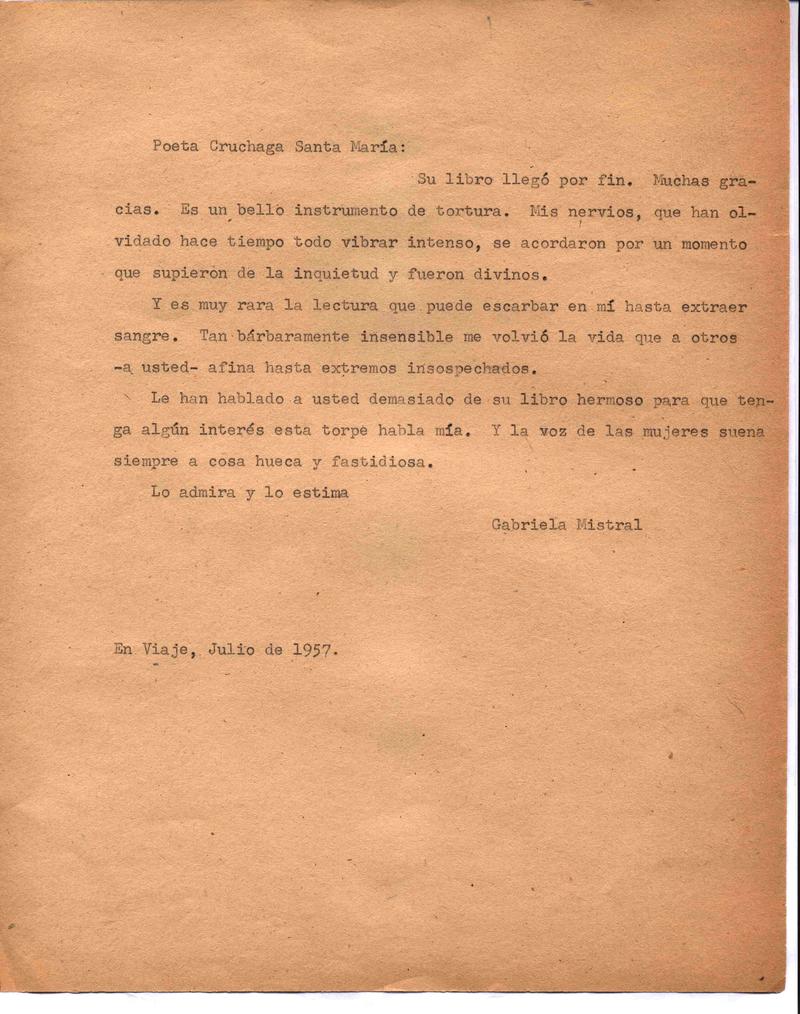 Poeta Cruchaga Santa María:
Su libro llegó por fin. Muchas gra-
cias. Es un bello instrumento de tortura. Mis nervios, que han ol-
vidado hace tiempo todo vibrar intenso, se acordaron por un momento
que supieron de la inquietud y fueron divinos.
Y es muy rara la lectura que puede escarbar en mí hasta extraer
sangre. Tan bárbaramente insensible me volvió la vida que a otros
-a usted- afina hasta extremos insospechados.
Le han hablado a usted demasiado de su libro hermoso para que ten-
ga algún interés esta torpe habla mía. Y la voz de las mujeres suena
siempre a cosa hueca y fastidiosa.
Lo admira y lo estima
Gabriela Mistral
En Viaje, Julio de 1957.